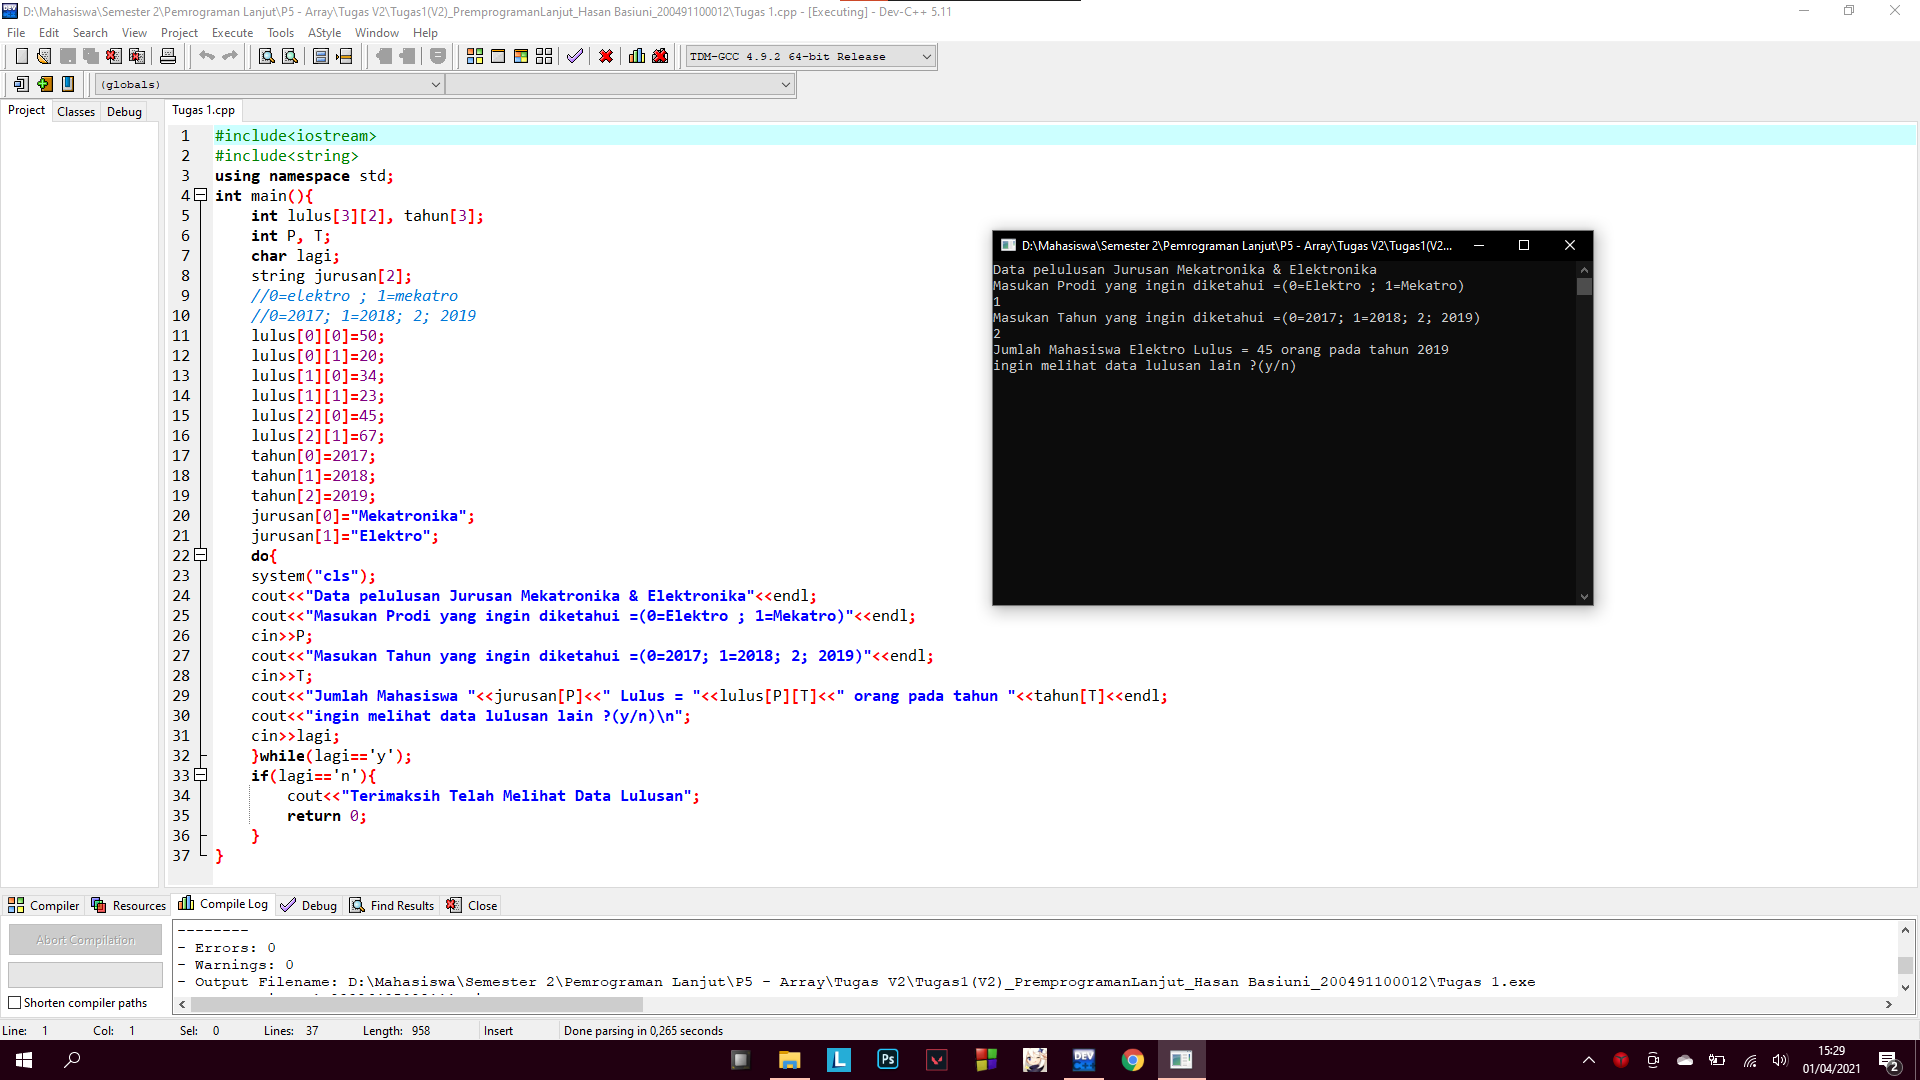 D:\Mahasiswa\Semester 2\Pemrograman Lanjut\P5 - Array\Tugas V2\Tugas1(V2)_PremprogramanLanjut_Hasan Basiuni_200491100012\Tugas 1.cpp - [Executing] - Dev-C++ 5.11
File Edit Search View Project Execute Tools AStyle Window Help
TDM-GCC 4.9.2 64-bit Release
(globals)
Project Classes Debug
Tugas 1.cpp
1 #include<iostream>
2 #include<string>
3 using namespace std;
4 int main(){
5 int lulus[3][2], tahun[3];
6 int P, T;
7 char lagi;
8 string jurusan[2];
9 //0=elektro ; 1=mekatro
10 //0=2017; 1=2018; 2; 2019
11 lulus[0][0]=50;
12 lulus[0][1]=20;
13 lulus[1][0]=34;
14 lulus[1][1]=23;
15 lulus[2][0]=45;
16 lulus[2][1]=67;
17 tahun[0]=2017;
18 tahun[1]=2018;
19 tahun[2]=2019;
20 jurusan[0]="Mekatronika";
21 jurusan[1]="Elektro";
22 do{
23 system("cls");
24 cout<<"Data pelulusan Jurusan Mekatronika & Elektronika"<<endl;
25 cout<<"Masukan Prodi yang ingin diketahui =(0=Elektro ; 1=Mekatro)"<<endl;
26 cin>>P;
27 cout<<"Masukan Tahun yang ingin diketahui =(0=2017; 1=2018; 2; 2019)"<<endl;
28 cin>>T;
29 cout<<"Jumlah Mahasiswa "<<jurusan[P]<<" Lulus = "<<lulus[P][T]<<" orang pada tahun "<<tahun[T]<<endl;
30 cout<<"ingin melihat data lulusan lain ?(y/n)\n";
31 cin>>lagi;
32 }while(lagi=='y');
33 if(lagi=='n'){
34 cout<<"Terimaksih Telah Melihat Data Lulusan";
35 return 0;
36 }
37 }
D:\Mahasiswa\Semester 2\Pemrograman Lanjut\P5 - Array\Tugas V2\Tugas1(V2...
Data pelulusan Jurusan Mekatronika & Elektronika
Masukan Prodi yang ingin diketahui =(0=Elektro ; 1=Mekatro)
1
Masukan Tahun yang ingin diketahui =(0=2017; 1=2018; 2; 2019)
2
Jumlah Mahasiswa Elektro Lulus = 45 orang pada tahun 2019
ingin melihat data lulusan lain ?(y/n)
Compiler Resources Compile Log Debug Find Results Close
Abort Compilation
Shorten compiler paths
--------
- Errors: 0
- Warnings: 0
- Output Filename: D:\Mahasiswa\Semester 2\Pemrograman Lanjut\P5 - Array\Tugas V2\Tugas1(V2)_PremprogramanLanjut_Hasan Basiuni_200491100012\Tugas 1.exe
Line: 1 Col: 1 Sel: 0 Lines: 37 Length: 958 Insert Done parsing in 0,265 seconds
L Ps DEV
15:29
01/04/2021
2